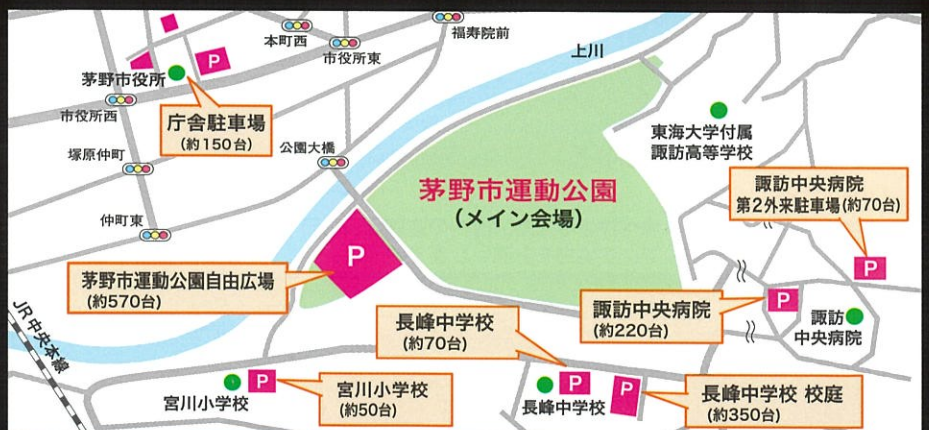 本町西
市役所東
福寿院前
上川
P
茅野市役所
市役所西
庁舎駐車場
(約150台)
塚原仲町
公園大橋
東海大学付属
諏訪高等学校
茅野市運動公園
(メイン会場)
諏訪中央病院
第2外来駐車場(約70台)
仲町東
P
P
茅野市運動公園自由広場
(約570台)
諏訪中央病院
(約220台)
P
諏訪
中央病院
JR中央本線
長峰中学校
(約70台)
宮川小学校
P
宮川小学校
(約50台)
長峰中学校
P
P
長峰中学校 校庭
(約350台)